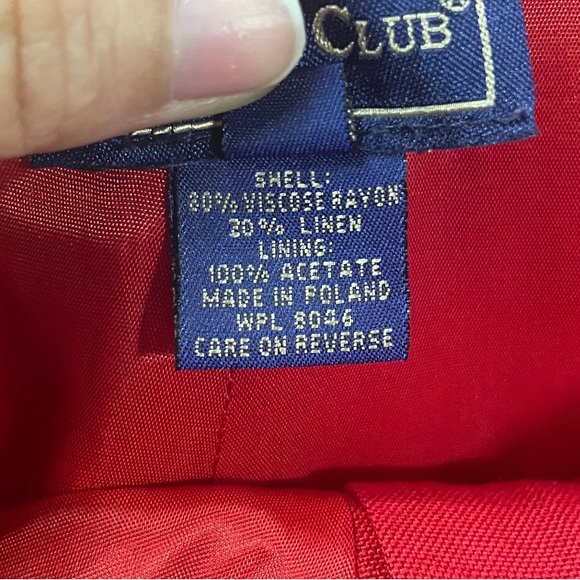 CLUB®
SHELL:
80% VISCOSE RAYON
20% LINEN
LINING:
100% ACETATE
MADE IN POLAND
WPL 8046
CARE ON REVERSE